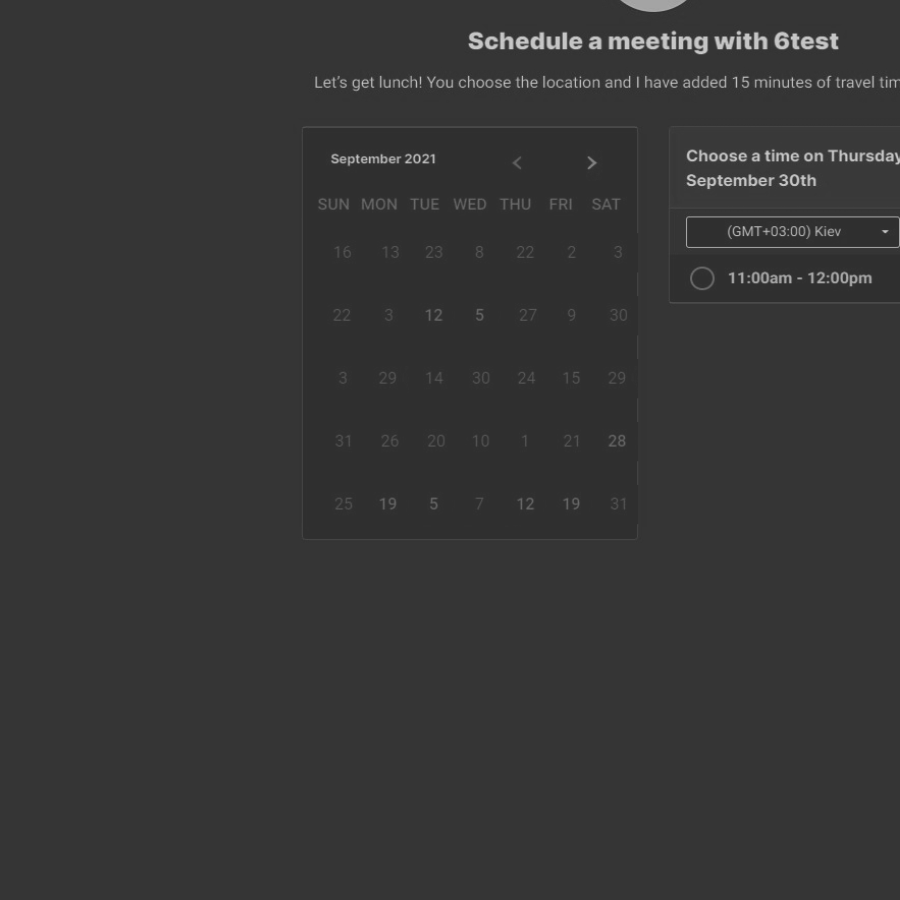 Schedule a meeting with 6test
Let's get lunch! You choose the location and I have added 15 minutes of travel
September 2021
SUN MON TUE WED THU FRI SAT
16 13 23 8 22 2 3
22 3 12 5 27 9 30
3 29 14 30 24 15 29
31 26 20 10 1 21 28
25 19 5 7 12 19 31
Choose a time on Thursday
September 30th
(GMT+03:00) Kiev
11:00am - 12:00pm